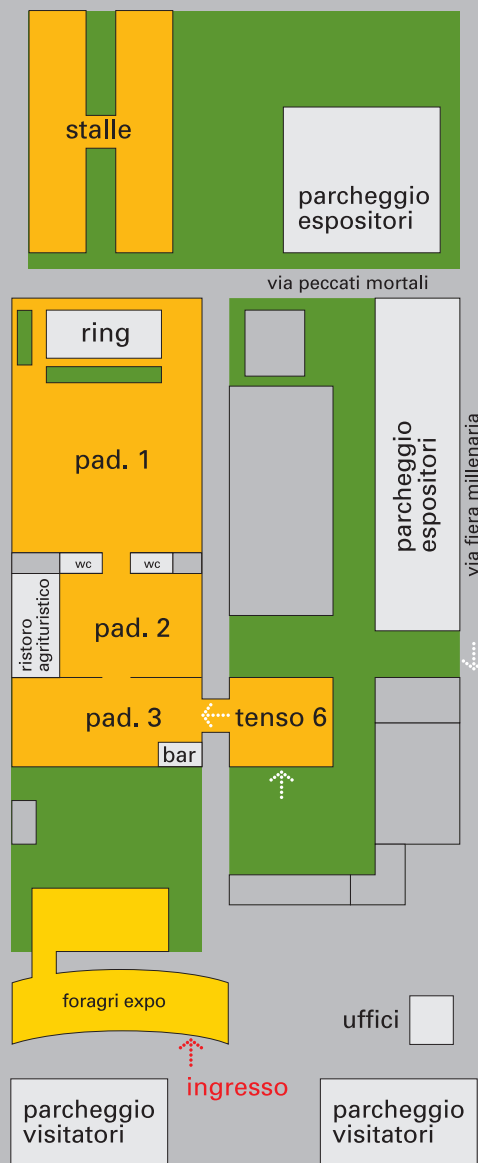 stalle
parcheggio
espositori
via peccati mortali
ring
pad. 1
parcheggio
espositori
via fiera millenaria
wc
wc
ristoro
agrituristico
pad. 2
pad. 3
tenso 6
bar
foragri expo
uffici
ingresso
parcheggio
visitatori
parcheggio
visitatori